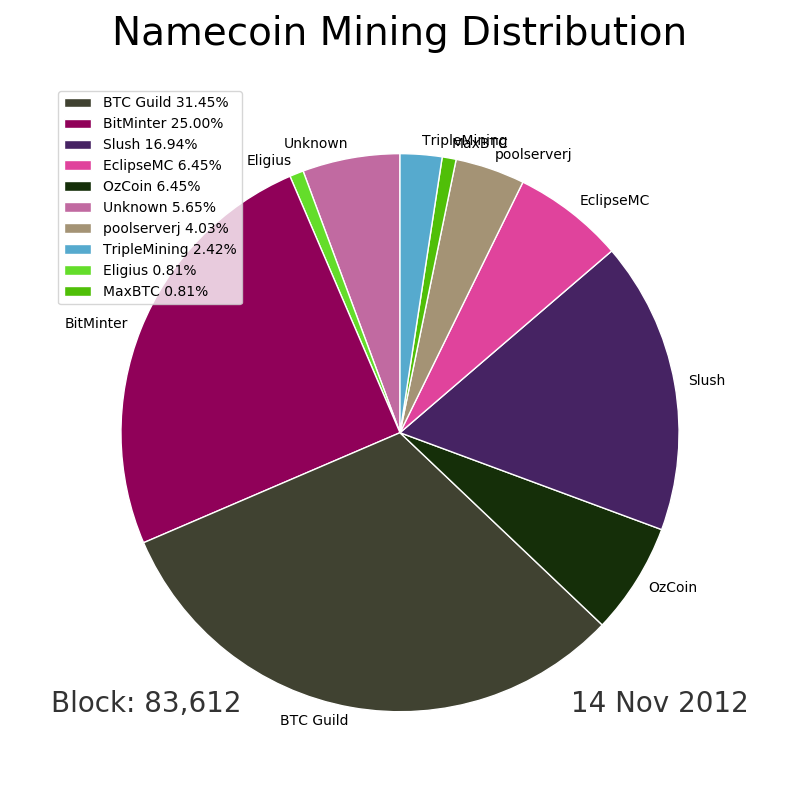 Namecoin Mining Distribution
BTC Guild 31.45%
BitMinter 25.00%
Slush 16.94%
EclipseMC 6.45%
OzCoin 6.45%
Unknown 5.65%
poolserverj 4.03%
TripleMining 2.42%
Eligius 0.81%
MaxBTC 0.81%
TripleMining
MaxBTC
poolserverj
Unknown
Eligius
EclipseMC
BitMinter
Slush
OzCoin
BTC Guild
Block: 83,612
14 Nov 2012